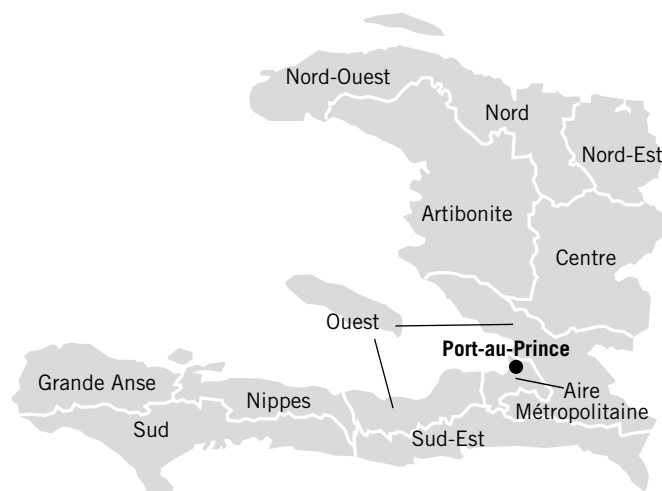 Nord-Ouest
Nord
Nord-Est
Artibonite
Centre
Ouest
Port-au-Prince
Grande Anse
Nippes
Aire
Métropolitaine
Sud
Sud-Est